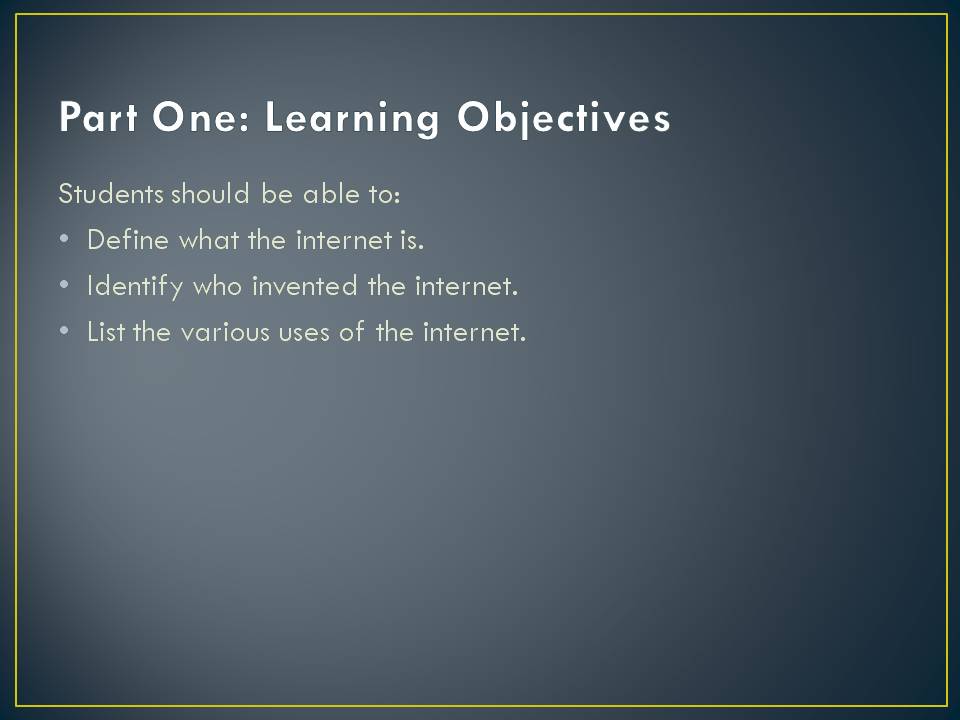 Part One: Learning Objectives
Students should be able to:
• Define what the internet is.
• Identify who invented the internet.
• List the various uses of the internet.